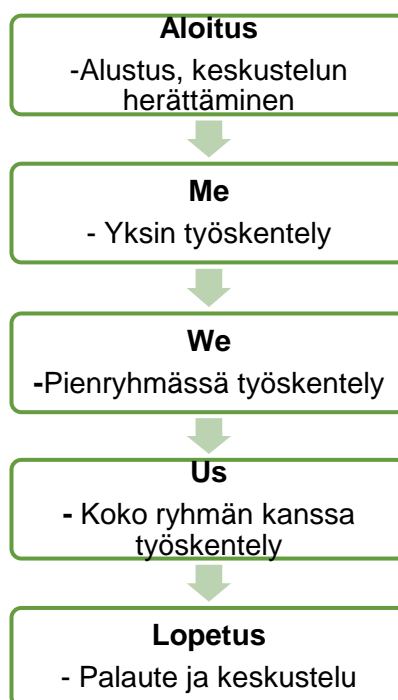 Aloitus
-Alustus, keskustelun
herättäminen
Me
- Yksin työskentely
We
-Pienryhmässä työskentely
Us
- Koko ryhmän kanssa
työskentely
Lopetus
- Palaute ja keskustelu